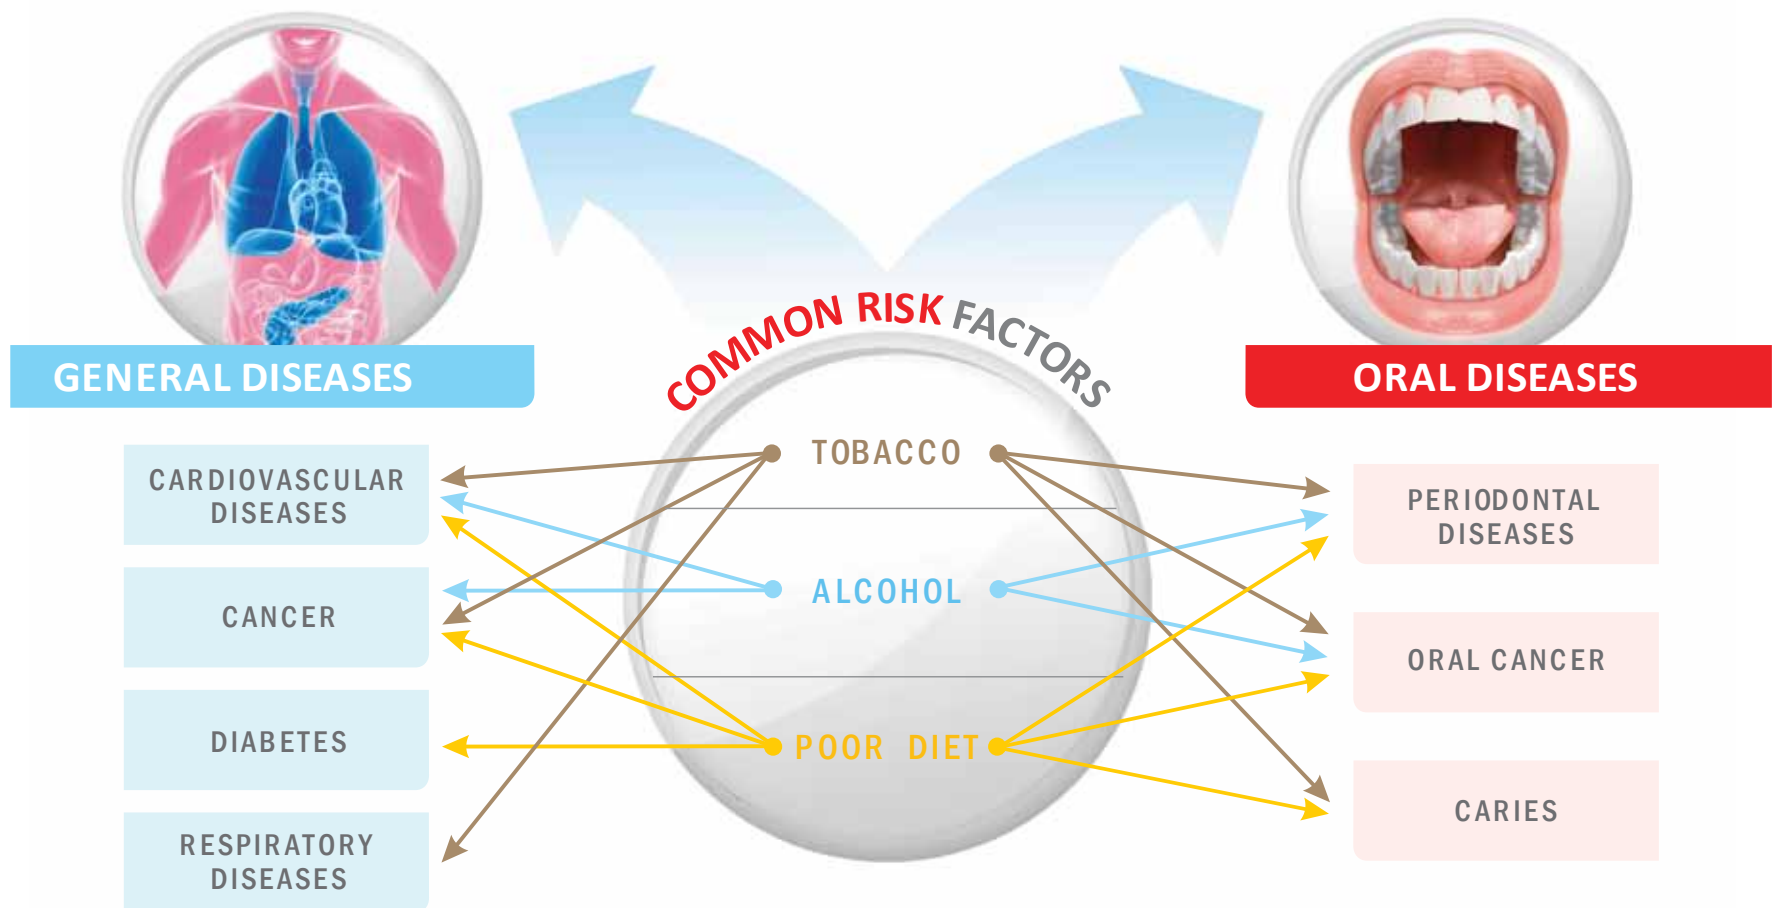 COMMON RISK FACTORS
GENERAL DISEASES
ORAL DISEASES
TOBACCO
ALCOHOL
POOR DIET
CARDIOVASCULAR
DISEASES
CANCER
DIABETES
RESPIRATORY
DISEASES
PERIODONTAL
DISEASES
ORAL CANCER
CARIES